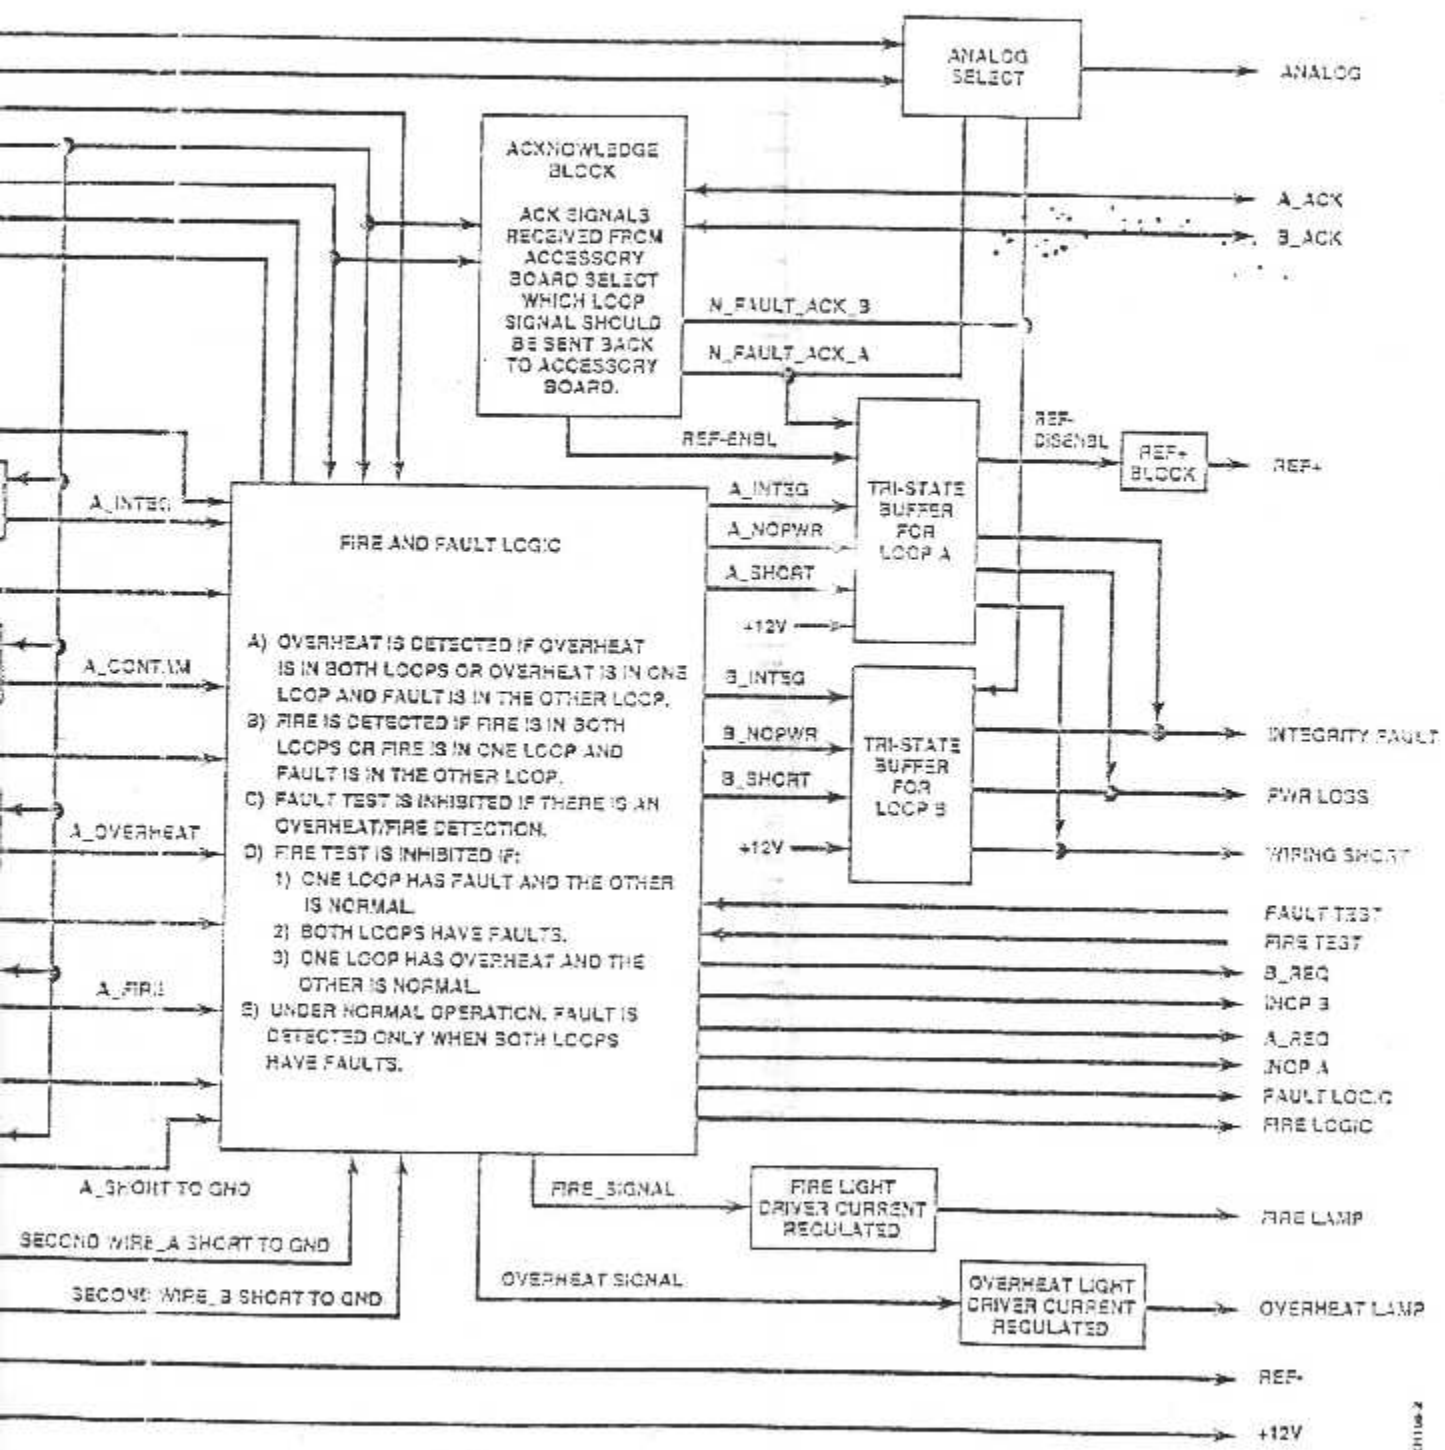 ANALOG
SELECT
ANALOG
ACKNOWLEDGE
BLOCK
ACK SIGNALS
RECEIVED FROM
ACCESSORY
BOARD SELECT
WHICH LOOP
SIGNAL SHOULD
BE SENT BACK
TO ACCESSORY
BOARD.
A_ACK
B_ACK
N_FAULT_ACK_B
N_FAULT_ACK_A
REF-ENBL
REF-
DISENBL
REF+
BLOCK
REF+
A_INTEG
A_INTEG
A_NOPWR
A_SHORT
+12V
TRI-STATE
BUFFER
FOR
LOOP A
FIRE AND FAULT LOGIC
A) OVERHEAT IS DETECTED IF OVERHEAT
IS IN BOTH LOOPS OR OVERHEAT IS IN ONE
LOOP AND FAULT IS IN THE OTHER LOOP.
B) FIRE IS DETECTED IF FIRE IS IN BOTH
LOOPS OR FIRE IS IN ONE LOOP AND
FAULT IS IN THE OTHER LOOP.
C) FAULT TEST IS INHIBITED IF THERE IS AN
OVERHEAT/FIRE DETECTION.
D) FIRE TEST IS INHIBITED IF:
1) ONE LOOP HAS FAULT AND THE OTHER
IS NORMAL.
2) BOTH LOOPS HAVE FAULTS.
3) ONE LOOP HAS OVERHEAT AND THE
OTHER IS NORMAL.
E) UNDER NORMAL OPERATION, FAULT IS
DETECTED ONLY WHEN BOTH LOOPS
HAVE FAULTS.
A_CONTAM
A_OVERHEAT
A_FIRE
B_INTEG
B_NOPWR
B_SHORT
+12V
TRI-STATE
BUFFER
FOR
LOOP B
INTEGRITY FAULT
PWR LOSS
WIRING SHORT
FAULT TEST
FIRE TEST
B_REQ
INOP B
A_REQ
INOP A
FAULT LOGIC
FIRE LOGIC
A_SHORT TO GND
SECOND WIRE_A SHORT TO GND
SECOND WIRE_B SHORT TO GND
FIRE_SIGNAL
FIRE LIGHT
DRIVER CURRENT
REGULATED
FIRE LAMP
OVERHEAT SIGNAL
OVERHEAT LIGHT
DRIVER CURRENT
REGULATED
OVERHEAT LAMP
REF-
+12V